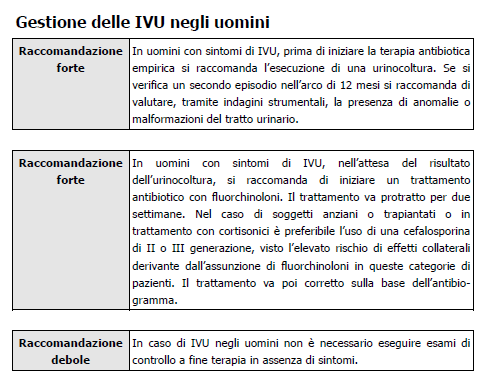 Gestione delle IVU negli uomini
Raccomandazione
forte
In uomini con sintomi di IVU, prima di iniziare la terapia antibiotica
empirica si raccomanda l'esecuzione di una urinocoltura. Se si
verifica un secondo episodio nell'arco di 12 mesi si raccomanda di
valutare, tramite indagini strumentali, la presenza di anomalie o
malformazioni del tratto urinario.
Raccomandazione
forte
In uomini con sintomi di IVU, nell'attesa del risultato
dell'urinocoltura, si raccomanda di iniziare un trattamento
antibiotico con fluorchinoloni. Il trattamento va protratto per due
settimane. Nel caso di soggetti anziani o trapiantati o in
trattamento con cortisonici è preferibile l'uso di una cefalosporina
di II o III generazione, visto l'elevato rischio di effetti collaterali
derivante dall'assunzione di fluorchinoloni in queste categorie di
pazienti. Il trattamento va poi corretto sulla base dell'antibio-
gramma.
Raccomandazione
debole
In caso di IVU negli uomini non è necessario eseguire esami di
controllo a fine terapia in assenza di sintomi.